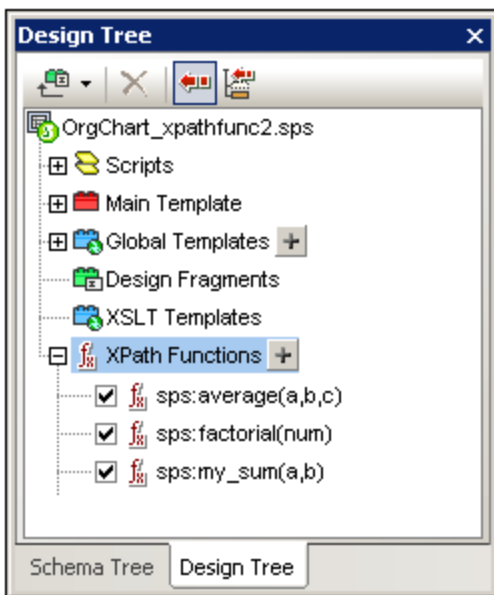 Design Tree
OrgChart_xpathfunc2.sps
Scripts
Main Template
Global Templates
Design Fragments
XSLT Templates
XPath Functions
sps:average(a,b,c)
sps:factorial(num)
sps:my_sum(a,b)
Schema Tree Design Tree